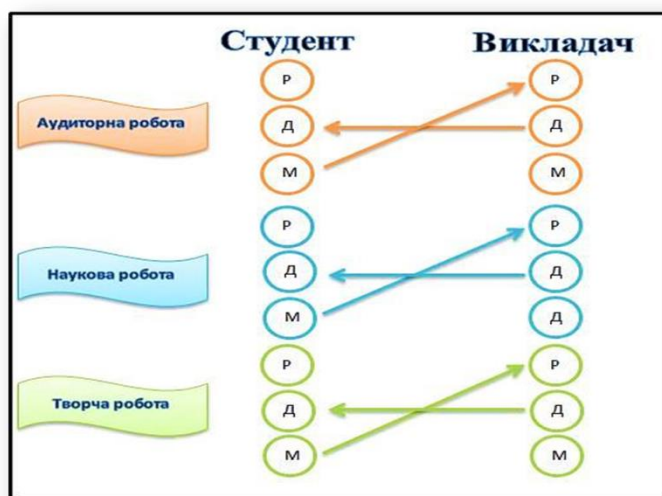 Студент Викладач
Р Р
Аудиторна робота Д Д
М М
Р Р
Наукова робота Д Д
М Д
Р Р
Творча робота Д Д
М М